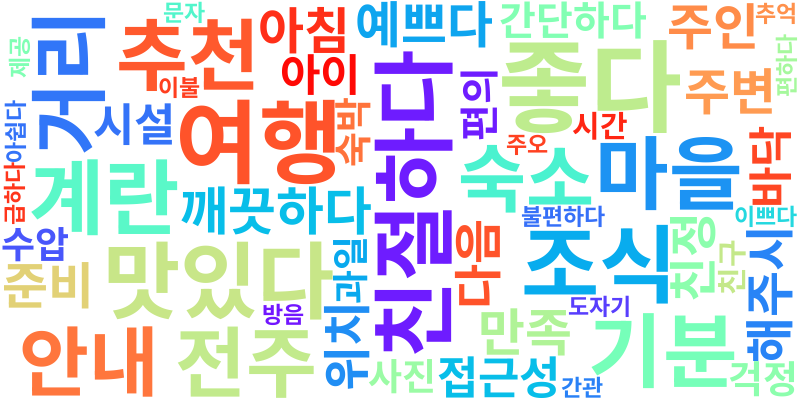 문자
추천
아침
예쁘다
간단하다
주인
추억
제공
거리
이불
아이
친절하다
편의
좋다
주변
편하다
아쉽다
시설
여행
숙박
주오
시간
마을
바닥
급하다
계란
깨끗하다
숙소
불편하다
이쁘다
수압
맛있다
과일
다음
조식
친정
친구
해주시
준비
방음
위치
도자기
안내
전주
사진
접근성
만족
간관
기분
걱정